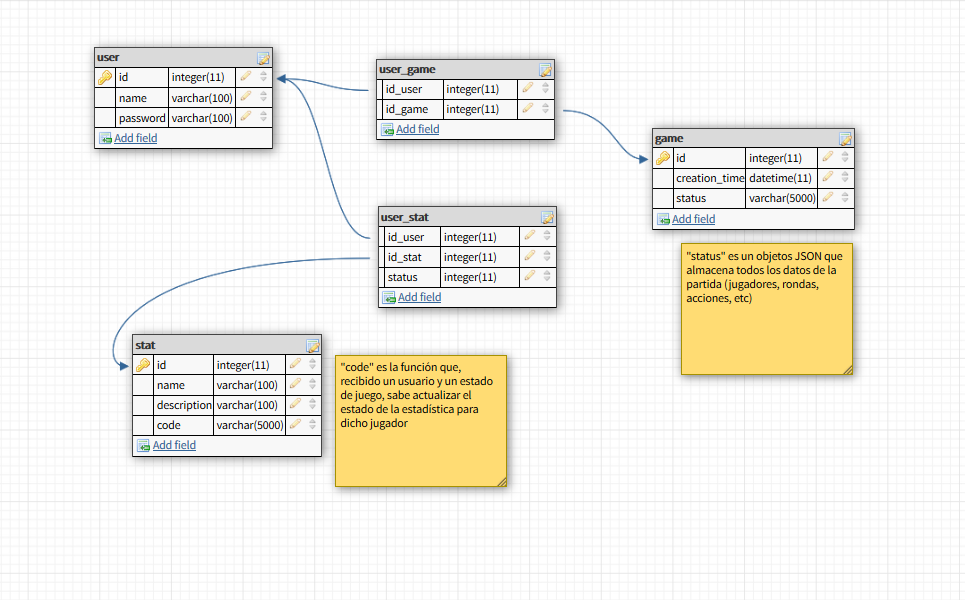 user
id integer(11)
name varchar(100)
password varchar(100)
Add field
user_game
id_user integer(11)
id_game integer(11)
Add field
game
id integer(11)
creation_time datetime(11)
status varchar(5000)
Add field
user_stat
id_user integer(11)
id_stat integer(11)
status integer(11)
Add field
"status" es un objetos JSON que
almacena todos los datos de la
partida (jugadores, rondas,
acciones, etc)
stat
id integer(11)
name varchar(100)
description varchar(100)
code varchar(5000)
Add field
"code" es la función que,
recibido un usuario y un estado
de juego, sabe actualizar el
estado de la estadística para
dicho jugador